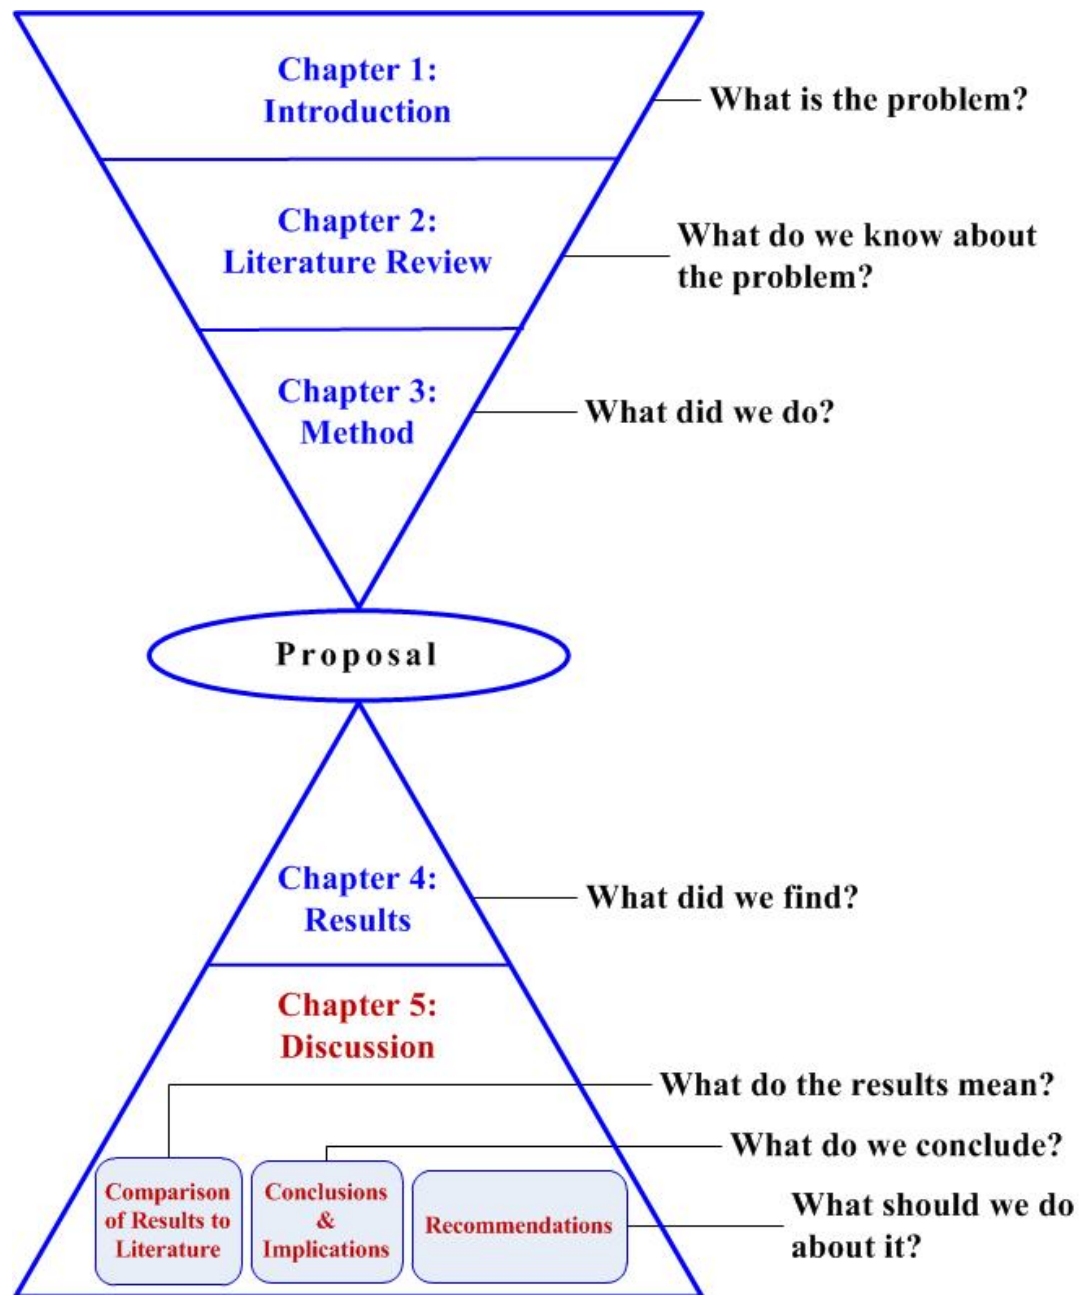 Chapter 1:
Introduction
What is the problem?
Chapter 2:
Literature Review
What do we know about
the problem?
Chapter 3:
Method
What did we do?
Proposal
Chapter 4:
Results
What did we find?
Chapter 5:
Discussion
What do the results mean?
What do we conclude?
Comparison
of Results to
Literature
Conclusions
&
Implications
Recommendations
What should we do
about it?